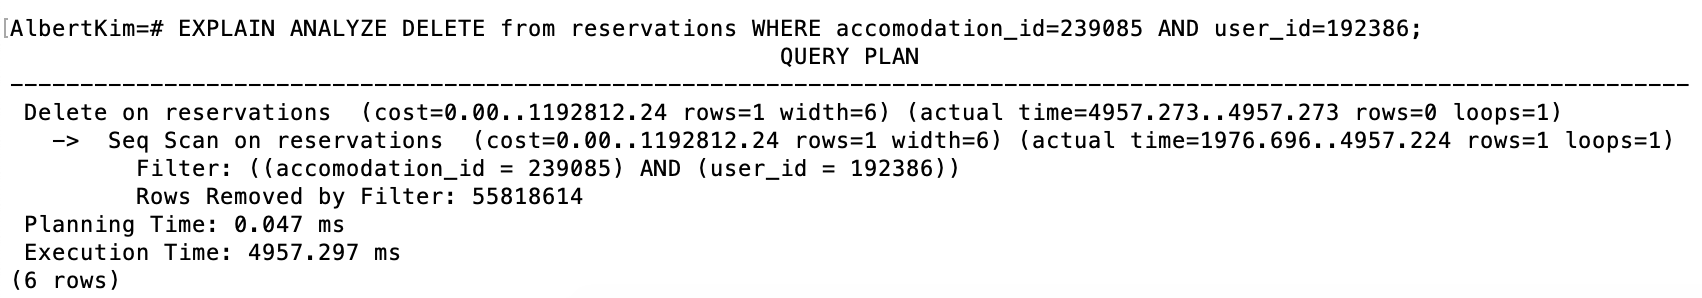 [AlbertKim=# EXPLAIN ANALYZE DELETE from reservations WHERE accomodation_id=239085 AND user_id=192386;
QUERY PLAN
------------------------------------------------------------------------------------------------------------------------
Delete on reservations  (cost=0.00..1192812.24 rows=1 width=6) (actual time=4957.273..4957.273 rows=0 loops=1)
  ->  Seq Scan on reservations  (cost=0.00..1192812.24 rows=1 width=6) (actual time=1976.696..4957.224 rows=1 loops=1)
        Filter: ((accomodation_id = 239085) AND (user_id = 192386))
        Rows Removed by Filter: 55818614
Planning Time: 0.047 ms
Execution Time: 4957.297 ms
(6 rows)